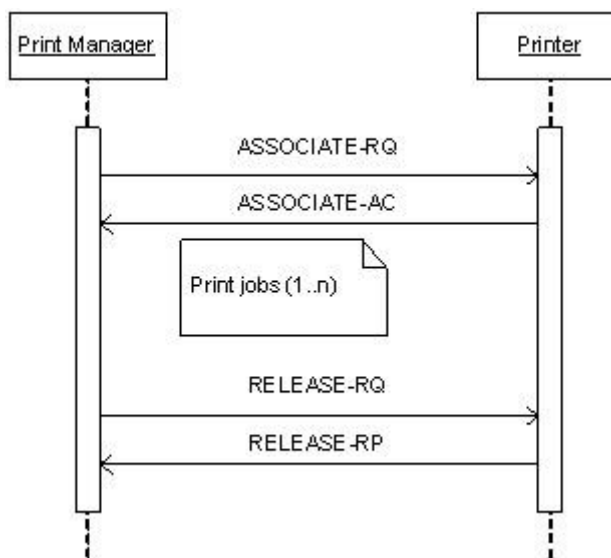 Print Manager
Printer
ASSOCIATE-RQ
ASSOCIATE-AC
Print jobs (1..n)
RELEASE-RQ
RELEASE-RP